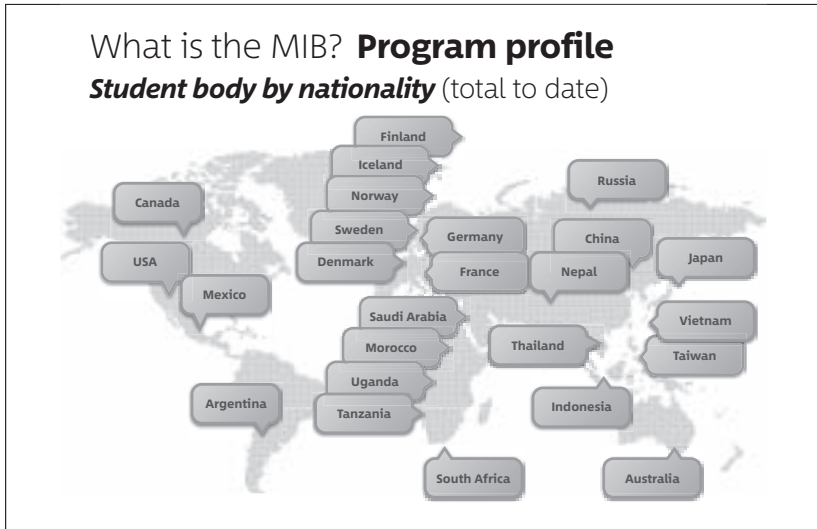 What is the MIB? Program profile
Student body by nationality (total to date)
Finland
Iceland
Norway
Sweden
Denmark
Canada
USA
Mexico
Germany
France
Russia
China
Nepal
Japan
Saudi Arabia
Morocco
Uganda
Tanzania
Thailand
Vietnam
Taiwan
Argentina
Indonesia
South Africa
Australia